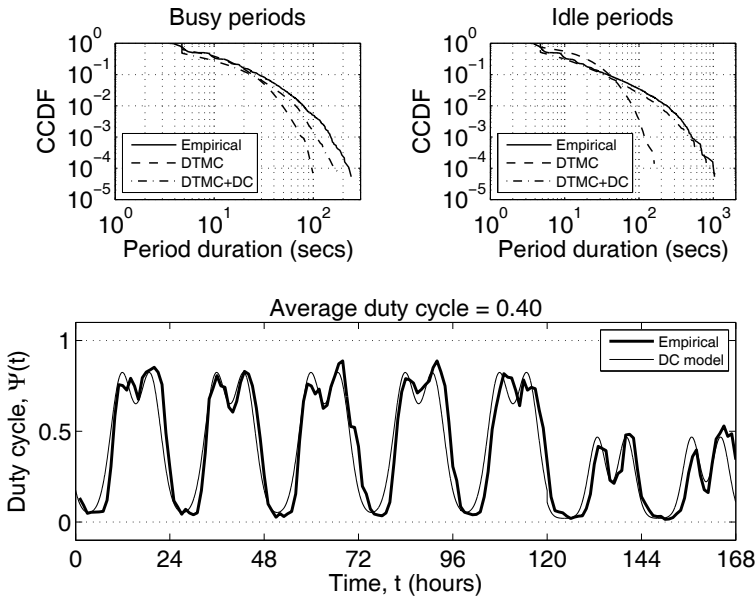 Busy periods
10^0
10^-1
10^-2
10^-3
10^-4
10^-5
CCDF
Empirical
DTMC
DTMC+DC
10^0
10^1
10^2
Period duration (secs)
Idle periods
10^0
10^-1
10^-2
10^-3
10^-4
10^-5
CCDF
Empirical
DTMC
DTMC+DC
10^0
10^1
10^2
10^3
Period duration (secs)
Average duty cycle = 0.40
1
0.5
0
Duty cycle, Ψ(t)
Empirical
DC model
0 24 48 72 96 120 144 168
Time, t (hours)